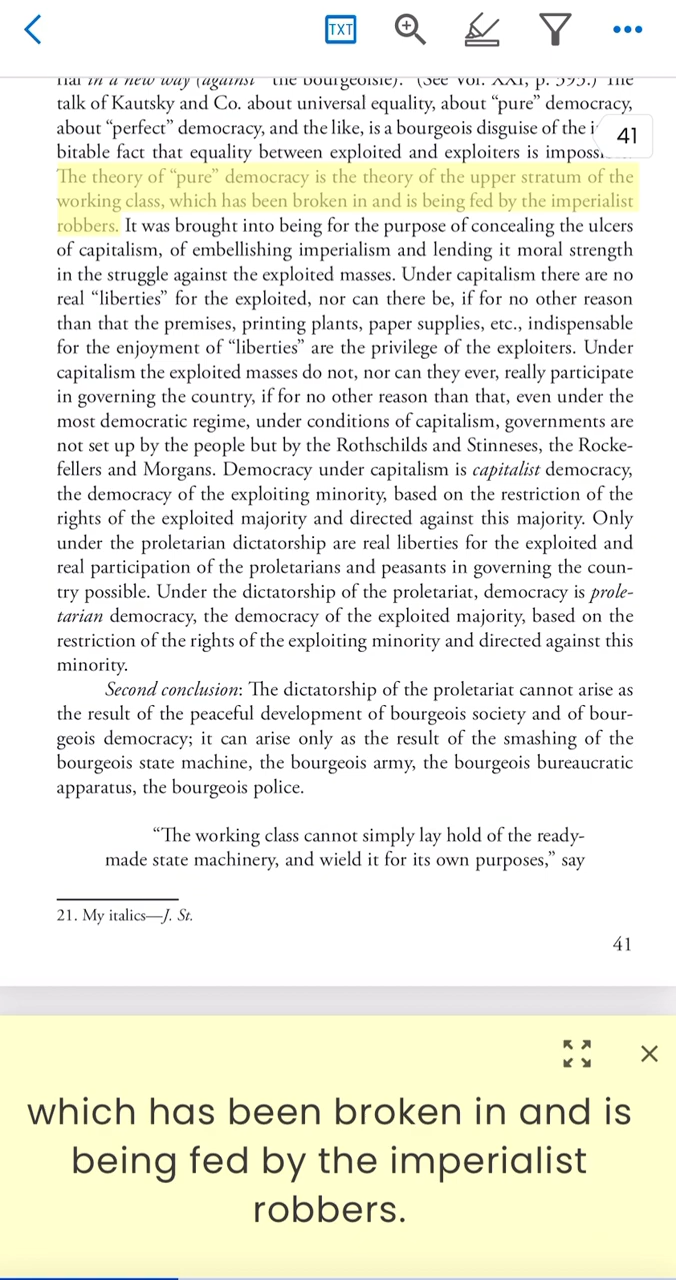 TXT
nal in a new way (against the bourgeoisie). (See Vol. XXI, p. 393.) The
talk of Kautsky and Co. about universal equality, about “pure” democracy,
about “perfect” democracy, and the like, is a bourgeois disguise of the
41
bitable fact that equality between exploited and exploiters is
The theory of “pure” democracy is the theory of the upper stratum of the
working class, which has been broken in and is being fed by the imperialist
robbers. It was brought into being for the purpose of concealing the ulcers
of capitalism, of embellishing imperialism and lending it moral strength
in the struggle against the exploited masses. Under capitalism there are no
real “liberties” for the exploited, nor can there be, if for no other reason
than that the premises, printing plants, paper supplies, etc., indispensable
for the enjoyment of “liberties” are the privilege of the exploiters. Under
capitalism the exploited masses do not, nor can they ever, really participate
in governing the country, if for no other reason than that, even under the
most democratic regime, under conditions of capitalism, governments are
not set up by the people but by the Rothschilds and Stinneses, the Rocke-
fellers and Morgans. Democracy under capitalism is capitalist democracy,
the democracy of the exploiting minority, based on the restriction of the
rights of the exploited majority and directed against this majority. Only
under the proletarian dictatorship are real liberties for the exploited and
real participation of the proletarians and peasants in governing the coun-
try possible. Under the dictatorship of the proletariat, democracy is prole-
tarian democracy, the democracy of the exploited majority, based on the
restriction of the rights of the exploiting minority and directed against this
minority.
Second conclusion: The dictatorship of the proletariat cannot arise as
the result of the peaceful development of bourgeois society and of bour-
geois democracy; it can arise only as the result of the smashing of the
bourgeois state machine, the bourgeois army, the bourgeois bureaucratic
apparatus, the bourgeois police.
“The working class cannot simply lay hold of the ready-
made state machinery, and wield it for its own purposes,” say
21. My italics—J. St.
41
which has been broken in and is
being fed by the imperialist
robbers.